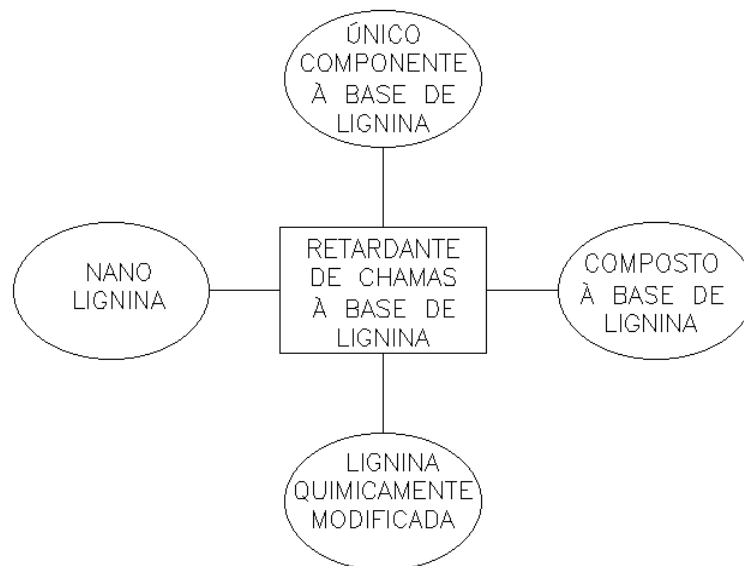 ÚNICO
COMPONENTE
À BASE DE
LIGNINA
NANO
LIGNINA
RETARDANTE
DE CHAMAS
À BASE DE
LIGNINA
COMPOSTO
À BASE DE
LIGNINA
LIGNINA
QUIMICAMENTE
MODIFICADA